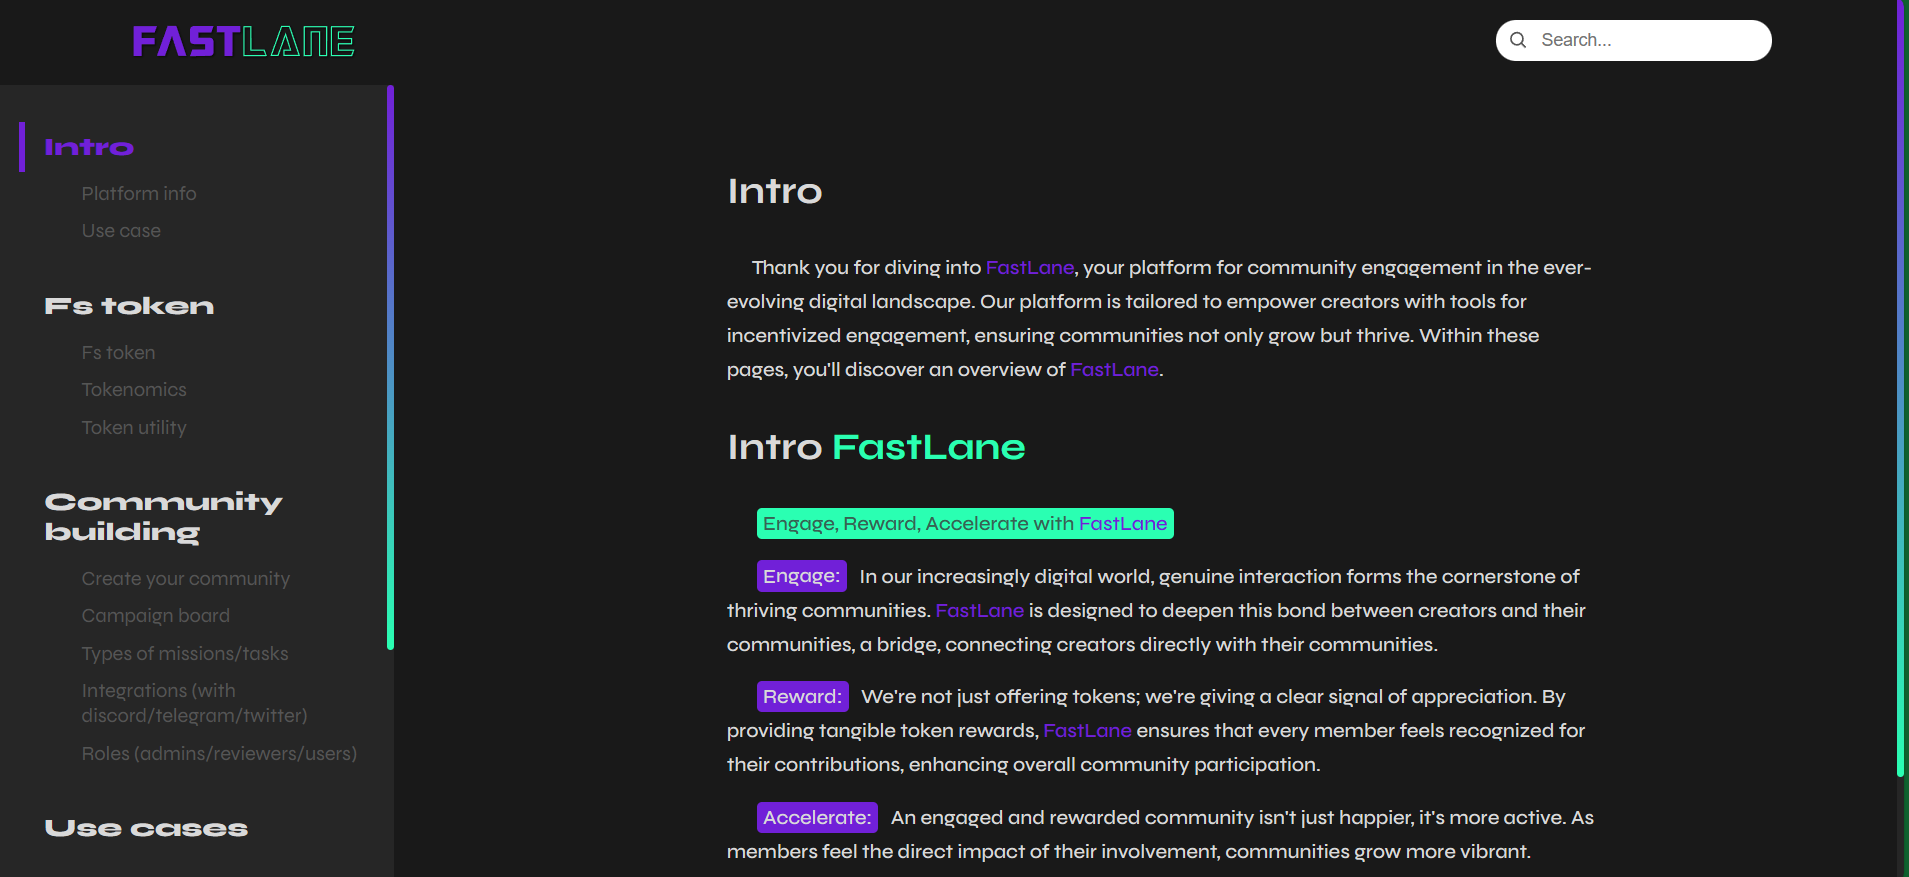 FASTLANE
Search...
Intro
Platform info
Use case
Fs token
Fs token
Tokenomics
Token utility
Community
building
Create your community
Campaign board
Types of missions/tasks
Integrations (with
discord/telegram/twitter)
Roles (admins/reviewers/users)
Use cases
Intro
Thank you for diving into FastLane, your platform for community engagement in the ever-
evolving digital landscape. Our platform is tailored to empower creators with tools for
incentivized engagement, ensuring communities not only grow but thrive. Within these
pages, you'll discover an overview of FastLane.
Intro FastLane
Engage, Reward, Accelerate with FastLane
Engage: In our increasingly digital world, genuine interaction forms the cornerstone of
thriving communities. FastLane is designed to deepen this bond between creators and their
communities, a bridge, connecting creators directly with their communities.
Reward: We're not just offering tokens; we're giving a clear signal of appreciation. By
providing tangible token rewards, FastLane ensures that every member feels recognized for
their contributions, enhancing overall community participation.
Accelerate: An engaged and rewarded community isn't just happier, it's more active. As
members feel the direct impact of their involvement, communities grow more vibrant.